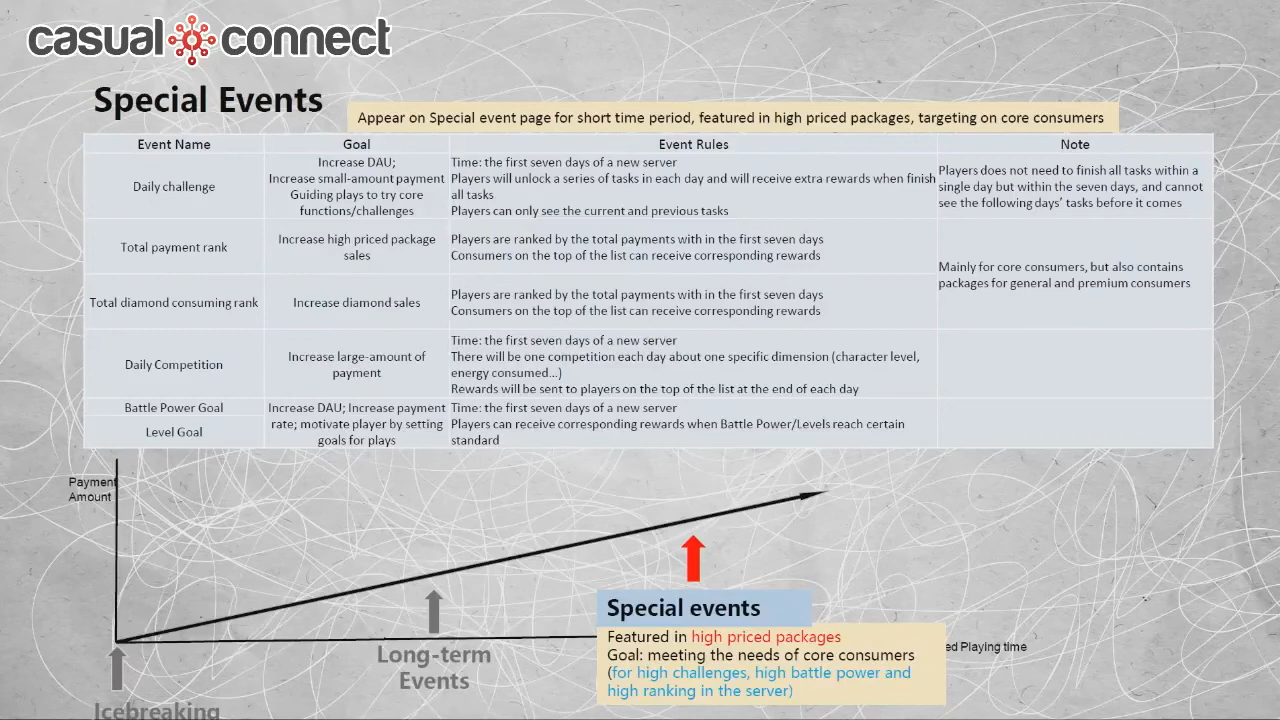 casual connect
Special Events
Appear on Special event page for short time period, featured in high priced packages, targeting on core consumers
Event Name
Goal
Event Rules
Note
Daily challenge
Increase DAU;
Increase small-amount payment
Guiding plays to try core
functions/challenges
Time: the first seven days of a new server
Players will unlock a series of tasks in each day and will receive extra rewards when finish
all tasks
Players can only see the current and previous tasks
Players does not need to finish all tasks within a
single day but within the seven days, and cannot
see the following days' tasks before it comes
Total payment rank
Increase high priced package
sales
Players are ranked by the total payments with in the first seven days
Consumers on the top of the list can receive corresponding rewards
Mainly for core consumers, but also contains
packages for general and premium consumers
Total diamond consuming rank
Increase diamond sales
Players are ranked by the total payments with in the first seven days
Consumers on the top of the list can receive corresponding rewards
Daily Competition
Increase large-amount of
payment
Time: the first seven days of a new server
There will be one competition each day about one specific dimension (character level,
energy consumed...)
Rewards will be sent to players on the top of the list at the end of each day
Battle Power Goal
Level Goal
Increase DAU; Increase payment
rate; motivate player by setting
goals for plays
Time: the first seven days of a new server
Players can receive corresponding rewards when Battle Power/Levels reach certain
standard
Payment
Amount
Special events
Featured in high priced packages
Goal: meeting the needs of core consumers
(for high challenges, high battle power and
high ranking in the server)
ed Playing time
Long-term
Events
Icebreaking